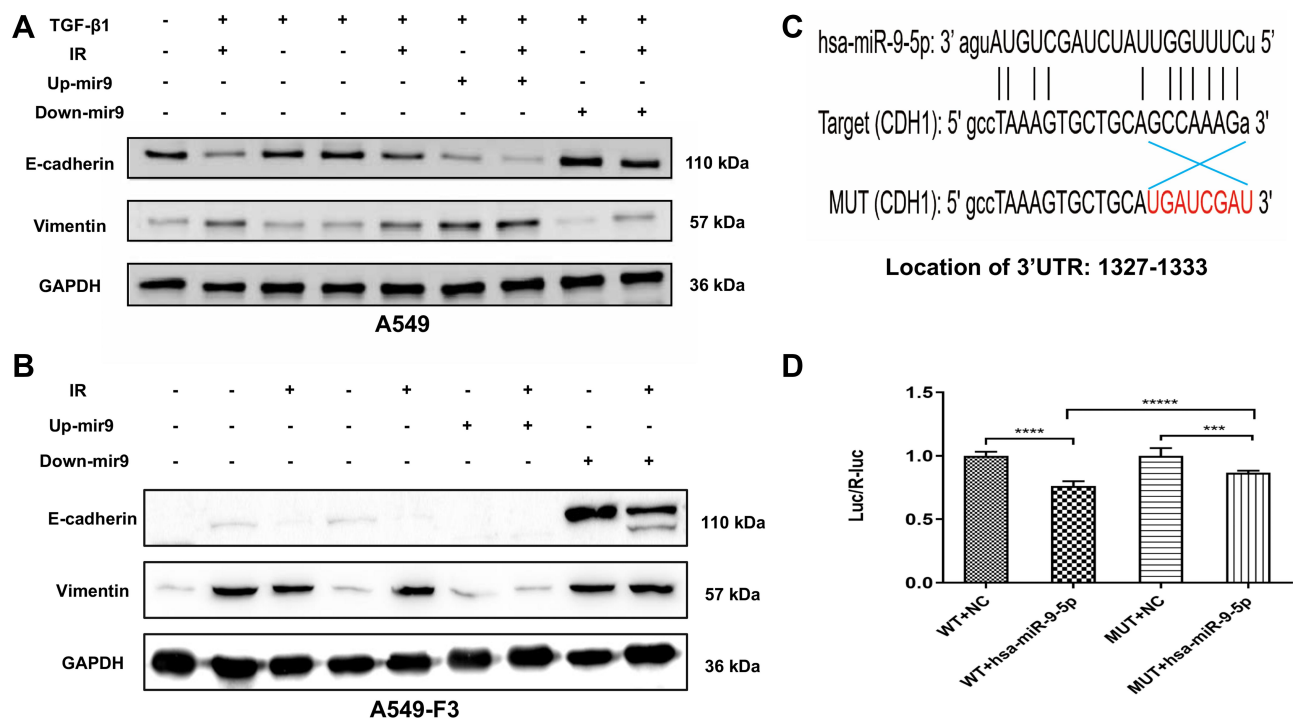 A
TGF-β1 - + + + + + + + +
IR - + - - + - + - +
Up-mir9 - - - - - + + - -
Down-mir9 - - - - - - - + +
E-cadherin 110 kDa
Vimentin 57 kDa
GAPDH 36 kDa
A549
B
IR - - + - + - + - +
Up-mir9 - - - - - + + - -
Down-mir9 - - - - - - - + +
E-cadherin 110 kDa
Vimentin 57 kDa
GAPDH 36 kDa
A549-F3
C
hsa-miR-9-5p: 3’ aguAUGUCGAUCUAUUGGUUUCu 5’
Target (CDH1): 5' gccTAAAGTGCTGCAGCCAAAGa 3'
MUT (CDH1): 5' gccTAAAGTGCTGCAUGAUCGAU 3'
Location of 3’UTR: 1327-1333
D
Luc/R-luc
1.5
1.0
0.5
0.0
****
*****
***
WT+NC
WT+hsa-miR-9-5p
MUT+NC
MUT+hsa-miR-9-5p